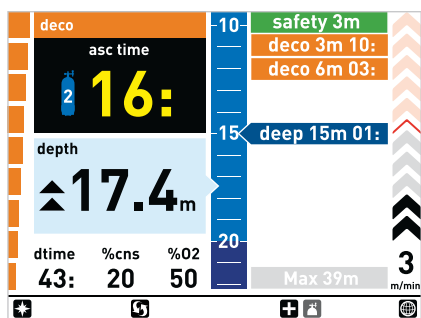 deco
asc time
2
16:
depth
17.4m
dtime %cns %O2
43: 20 50
10
15
20
safety 3m
deco 3m 10:
deco 6m 03:
deep 15m 01:
Max 39m
3
m/min